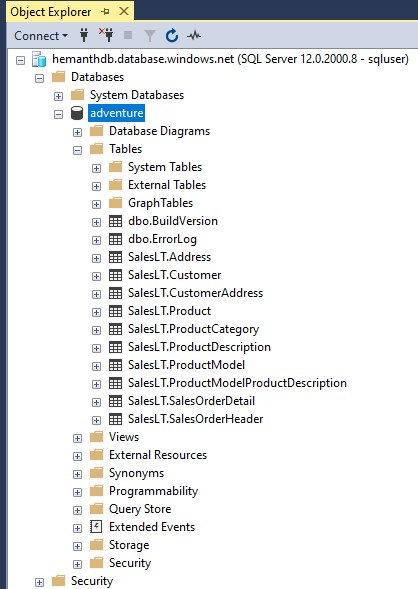 Object Explorer
Connect
hemanthdb.database.windows.net (SQL Server 12.0.2000.8 - sqluser)
Databases
System Databases
adventure
Database Diagrams
Tables
System Tables
External Tables
GraphTables
dbo.BuildVersion
dbo.ErrorLog
SalesLT.Address
SalesLT.Customer
SalesLT.CustomerAddress
SalesLT.Product
SalesLT.ProductCategory
SalesLT.ProductDescription
SalesLT.ProductModel
SalesLT.ProductModelProductDescription
SalesLT.SalesOrderDetail
SalesLT.SalesOrderHeader
Views
External Resources
Synonyms
Programmability
Query Store
Extended Events
Storage
Security
Security